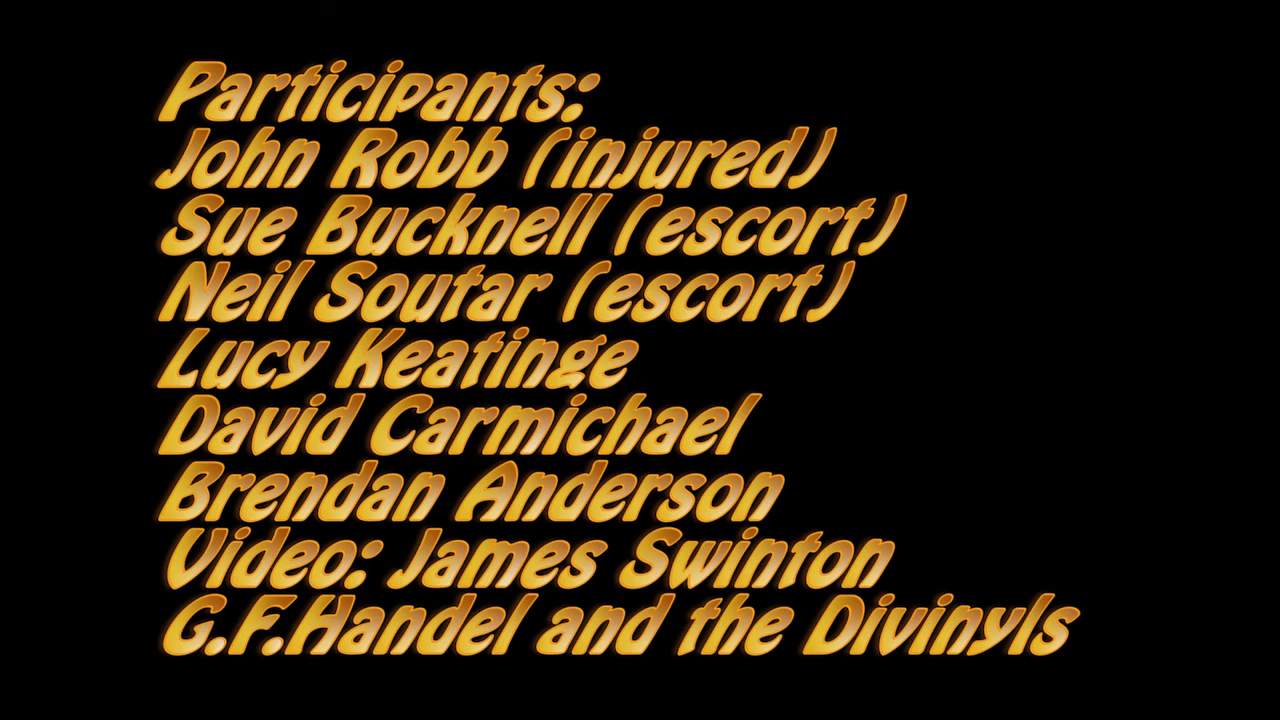 Participants:
John Robb (injured)
Sue Bucknell (escort)
Neil Soutar (escort)
Lucy Keatinge
David Carmichael
Brendan Anderson
Video: James Swinton
G.F.Handel and the Divinyls